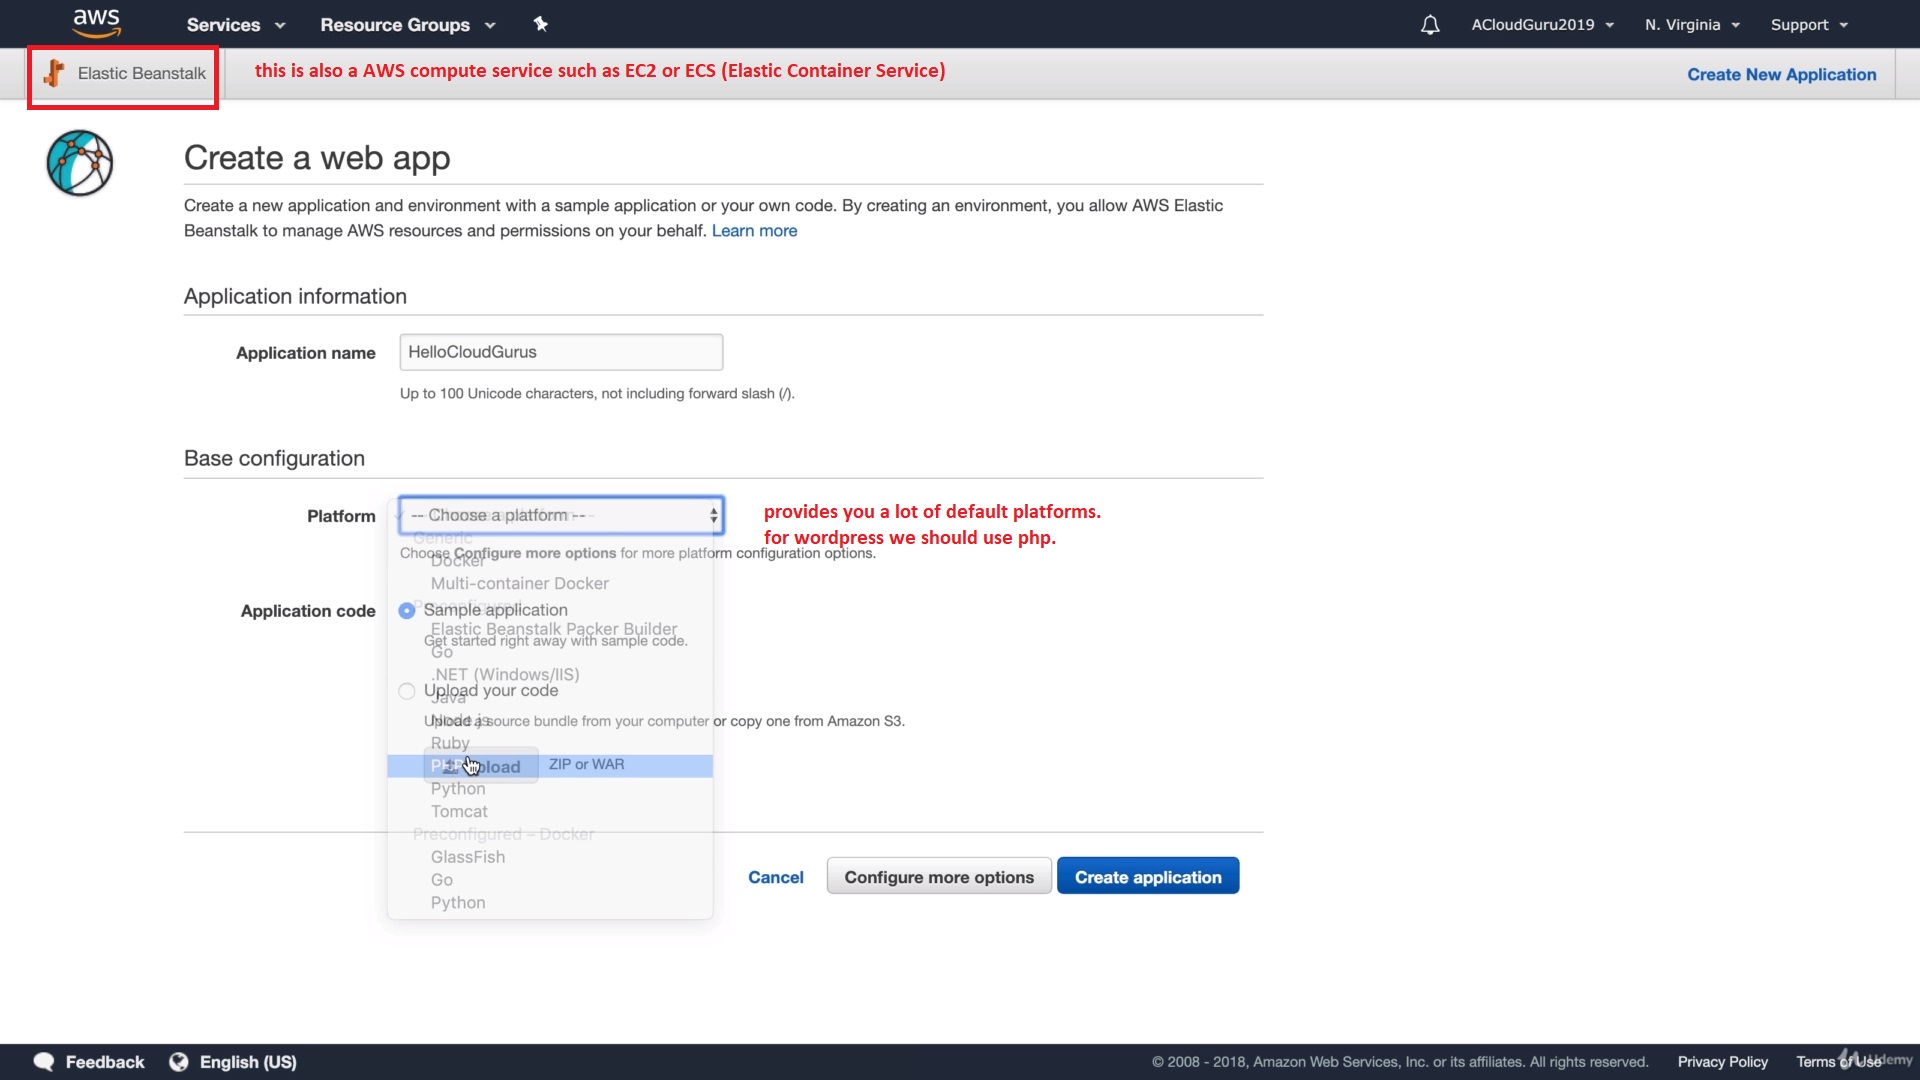 aws Services Resource Groups ACloudGuru2019 N. Virginia Support
Elastic Beanstalk this is also a AWS compute service such as EC2 or ECS (Elastic Container Service) Create New Application
Create a web app
Create a new application and environment with a sample application or your own code. By creating an environment, you allow AWS Elastic
Beanstalk to manage AWS resources and permissions on your behalf. Learn more
Application information
Application name HelloCloudGurus
Up to 100 Unicode characters, not including forward slash (/).
Base configuration
Platform -- Choose a platform -- provides you a lot of default platforms.
for wordpress we should use php.
Generic
Choose Configure more options for more platform configuration options.
Docker
Multi-container Docker
Application code Sample application
Preconfigured
Elastic Beanstalk Packer Builder
Get started right away with sample code.
Go
.NET (Windows/IIS)
Upload your code
Java
Node.js
Upload a source bundle from your computer or copy one from Amazon S3.
Ruby
PHP
Upload ZIP or WAR
Python
Tomcat
Preconfigured – Docker
GlassFish
Go
Python
Cancel Configure more options Create application
Feedback English (US) © 2008 - 2018, Amazon Web Services, Inc. or its affiliates. All rights reserved. Privacy Policy Terms of Use
Udemy